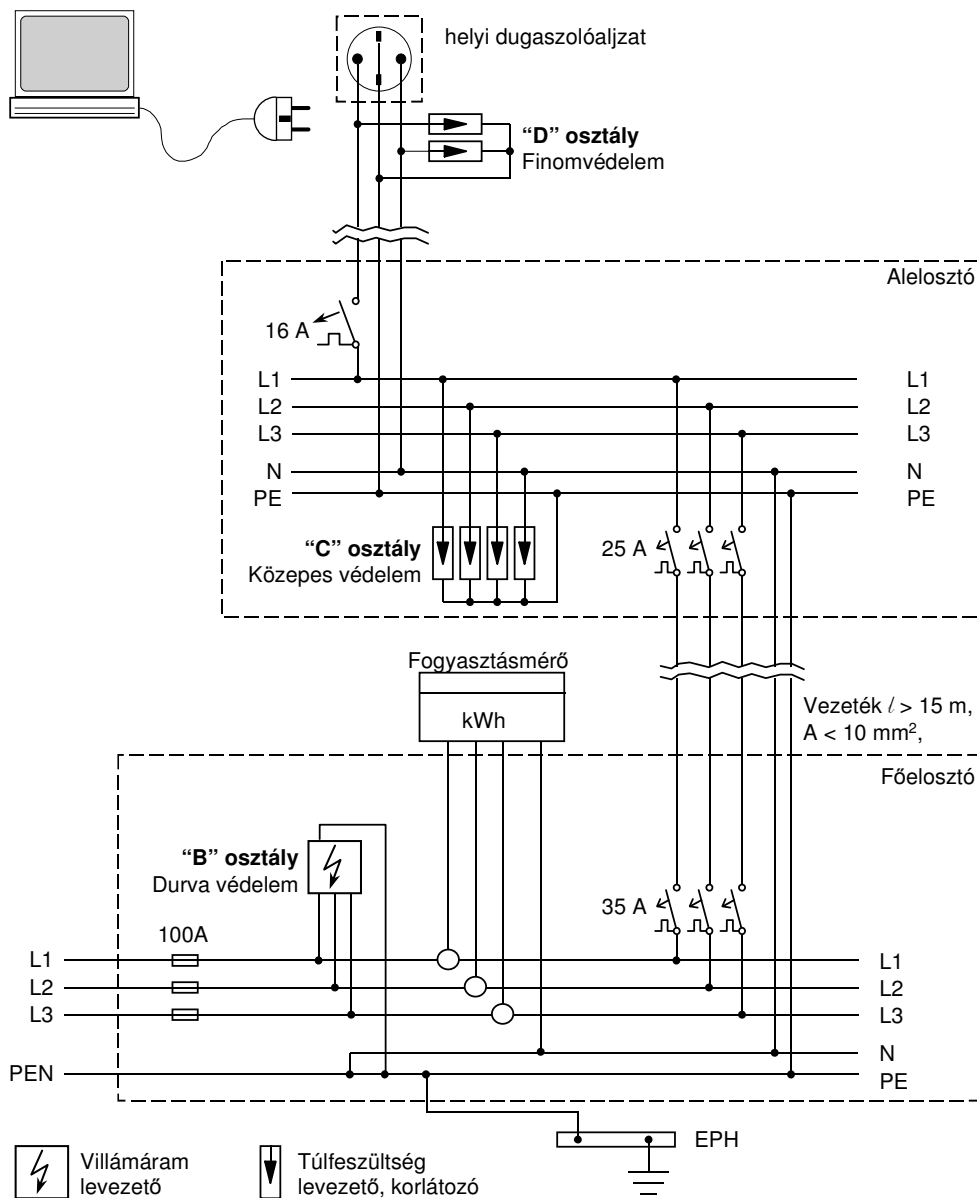 helyi dugaszolóaljzat
“D” osztály
Finomvédelem
Alelosztó
16 A
L1
L1
L2
L2
L3
L3
N
N
PE
PE
“C” osztály
Közepes védelem
25 A
Fogyasztásmérő
kWh
Vezeték ℓ > 15 m,
A < 10 mm²,
Főelosztó
“B” osztály
Durva védelem
35 A
100A
L1
L1
L2
L2
L3
L3
N
PEN
PE
EPH
Villámáram
levezető
Túlfeszültség
levezető, korlátozó